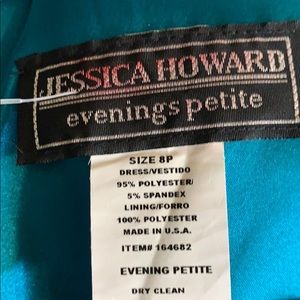 JESSICA HOWARD
evenings petite
SIZE 8P
DRESS/VESTIDO
95% POLYESTER/
5% SPANDEX
LINING/FORRO
100% POLYESTER
MADE IN U.S.A.
ITEM# 164682
EVENING PETITE
DRY CLEAN